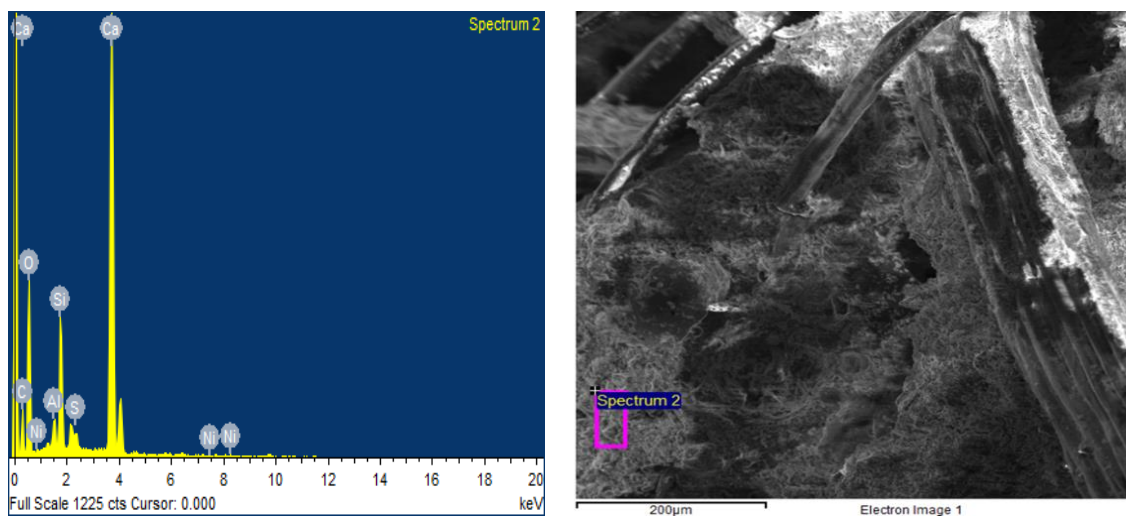 Ca
Ca
Spectrum 2
O
Si
C
Al
S
Ni
Ni
Ni
0 2 4 6 8 10 12 14 16 18 20
Full Scale 1225 cts Cursor: 0.000
keV
Spectrum 2
200µm
Electron Image 1